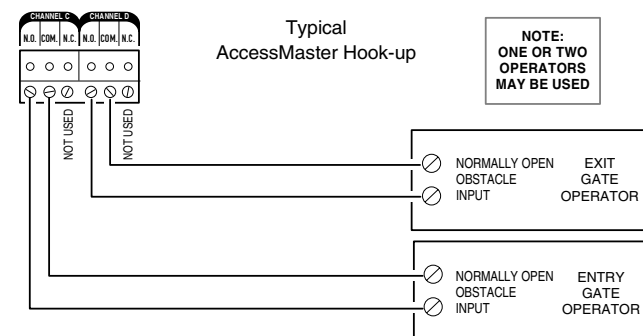 CHANNEL C CHANNEL D
N.O. COM. N.C. N.O. COM. N.C.
Typical
AccessMaster Hook-up
NOTE:
ONE OR TWO
OPERATORS
MAY BE USED
NOT USED
NOT USED
NORMALLY OPEN
OBSTACLE
INPUT
EXIT
GATE
OPERATOR
NORMALLY OPEN
OBSTACLE
INPUT
ENTRY
GATE
OPERATOR